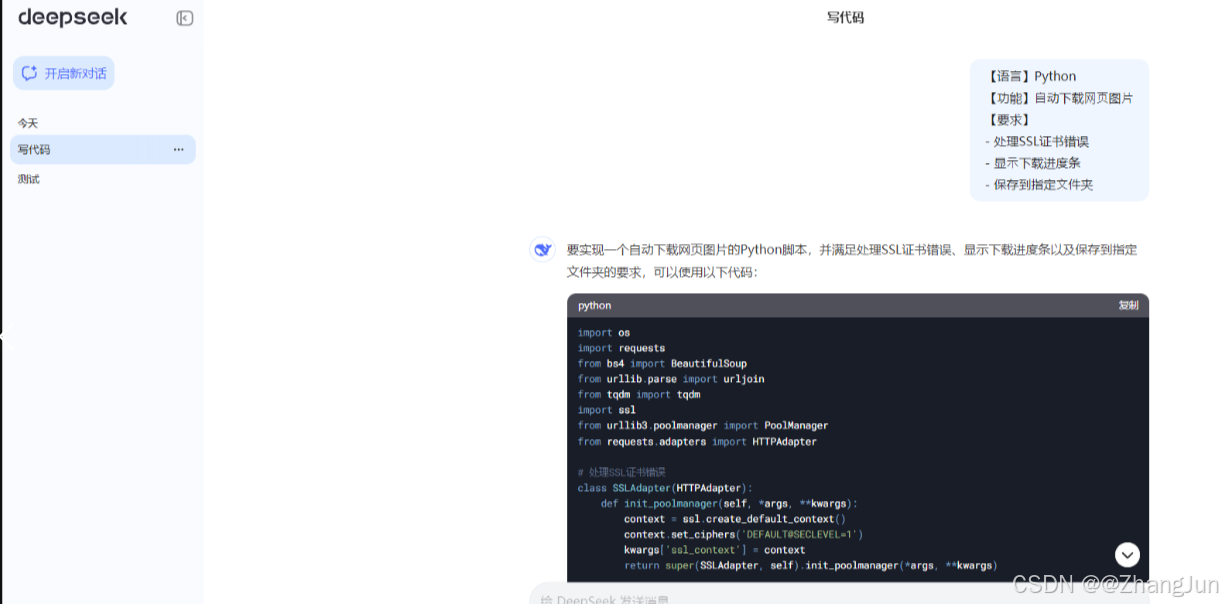 deepseek
开启新对话
今天
写代码
...
测试
写代码
【语言】Python
【功能】自动下载网页图片
【要求】
- 处理SSL证书错误
- 显示下载进度条
- 保存到指定文件夹
要实现一个自动下载网页图片的Python脚本，并满足处理SSL证书错误、显示下载进度条以及保存到指定
文件夹的要求，可以使用以下代码：
python
复制
import os
import requests
from bs4 import BeautifulSoup
from urllib.parse import urljoin
from tqdm import tqdm
import ssl
from urllib3.poolmanager import PoolManager
from requests.adapters import HTTPAdapter
# 处理SSL证书错误
class SSLAdapter(HTTPAdapter):
    def init_poolmanager(self, *args, **kwargs):
        context = ssl.create_default_context()
        context.set_ciphers('DEFAULT@SECLEVEL=1')
        kwargs['ssl_context'] = context
        return super(SSLAdapter, self).init_poolmanager(*args, **kwargs)
给 DeepSeek 发送消息
CSDN @@ZhangJun